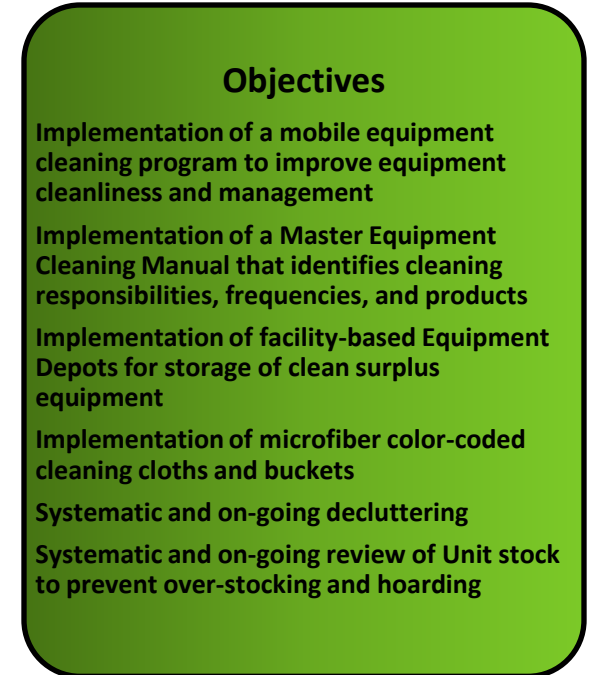 Objectives
Implementation of a mobile equipment
cleaning program to improve equipment
cleanliness and management
Implementation of a Master Equipment
Cleaning Manual that identifies cleaning
responsibilities, frequencies, and products
Implementation of facility-based Equipment
Depots for storage of clean surplus
equipment
Implementation of microfiber color-coded
cleaning cloths and buckets
Systematic and on-going decluttering
Systematic and on-going review of Unit stock
to prevent over-stocking and hoarding